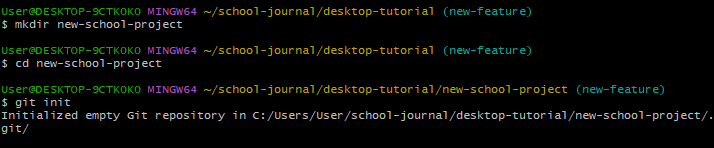 User@DESKTOP-9CTKOKO MINGW64 ~/school-journal/desktop-tutorial (new-feature)
$ mkdir new-school-project
User@DESKTOP-9CTKOKO MINGW64 ~/school-journal/desktop-tutorial (new-feature)
$ cd new-school-project
User@DESKTOP-9CTKOKO MINGW64 ~/school-journal/desktop-tutorial/new-school-project (new-feature)
$ git init
Initialized empty Git repository in C:/Users/User/school-journal/desktop-tutorial/new-school-project/.
git/